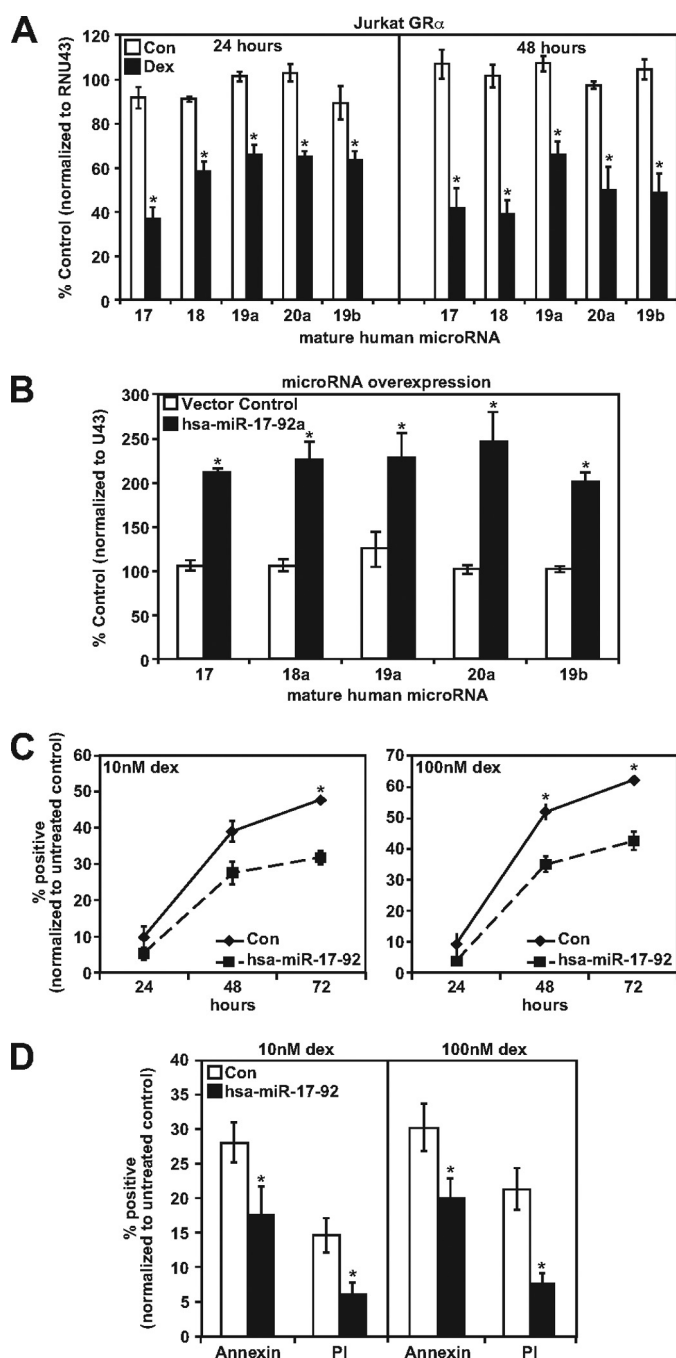 A
Jurkat GRα
% Control (normalized to RNU43)
120
100
80
60
40
20
0
Con
Dex
24 hours
48 hours
*
*
*
*
*
*
*
*
*
*
17 18 19a 20a 19b 17 18 19a 20a 19b
mature human microRNA
B
microRNA overexpression
% Control (normalized to U43)
300
250
200
150
100
50
0
Vector Control
hsa-miR-17-92a
*
*
*
*
*
17 18a 19a 20a 19b
mature human microRNA
C
% positive
(normalized to untreated control)
60
50
40
30
20
10
0
10nM dex
*
Con
hsa-miR-17-92
24 48 72
hours
70
60
50
40
30
20
10
0
100nM dex
*
*
Con
hsa-miR-17-92
24 48 72
hours
D
% positive
(normalized to untreated control)
10nM dex
100nM dex
40
35
30
25
20
15
10
5
0
Con
hsa-miR-17-92
*
*
*
*
Annexin PI Annexin PI